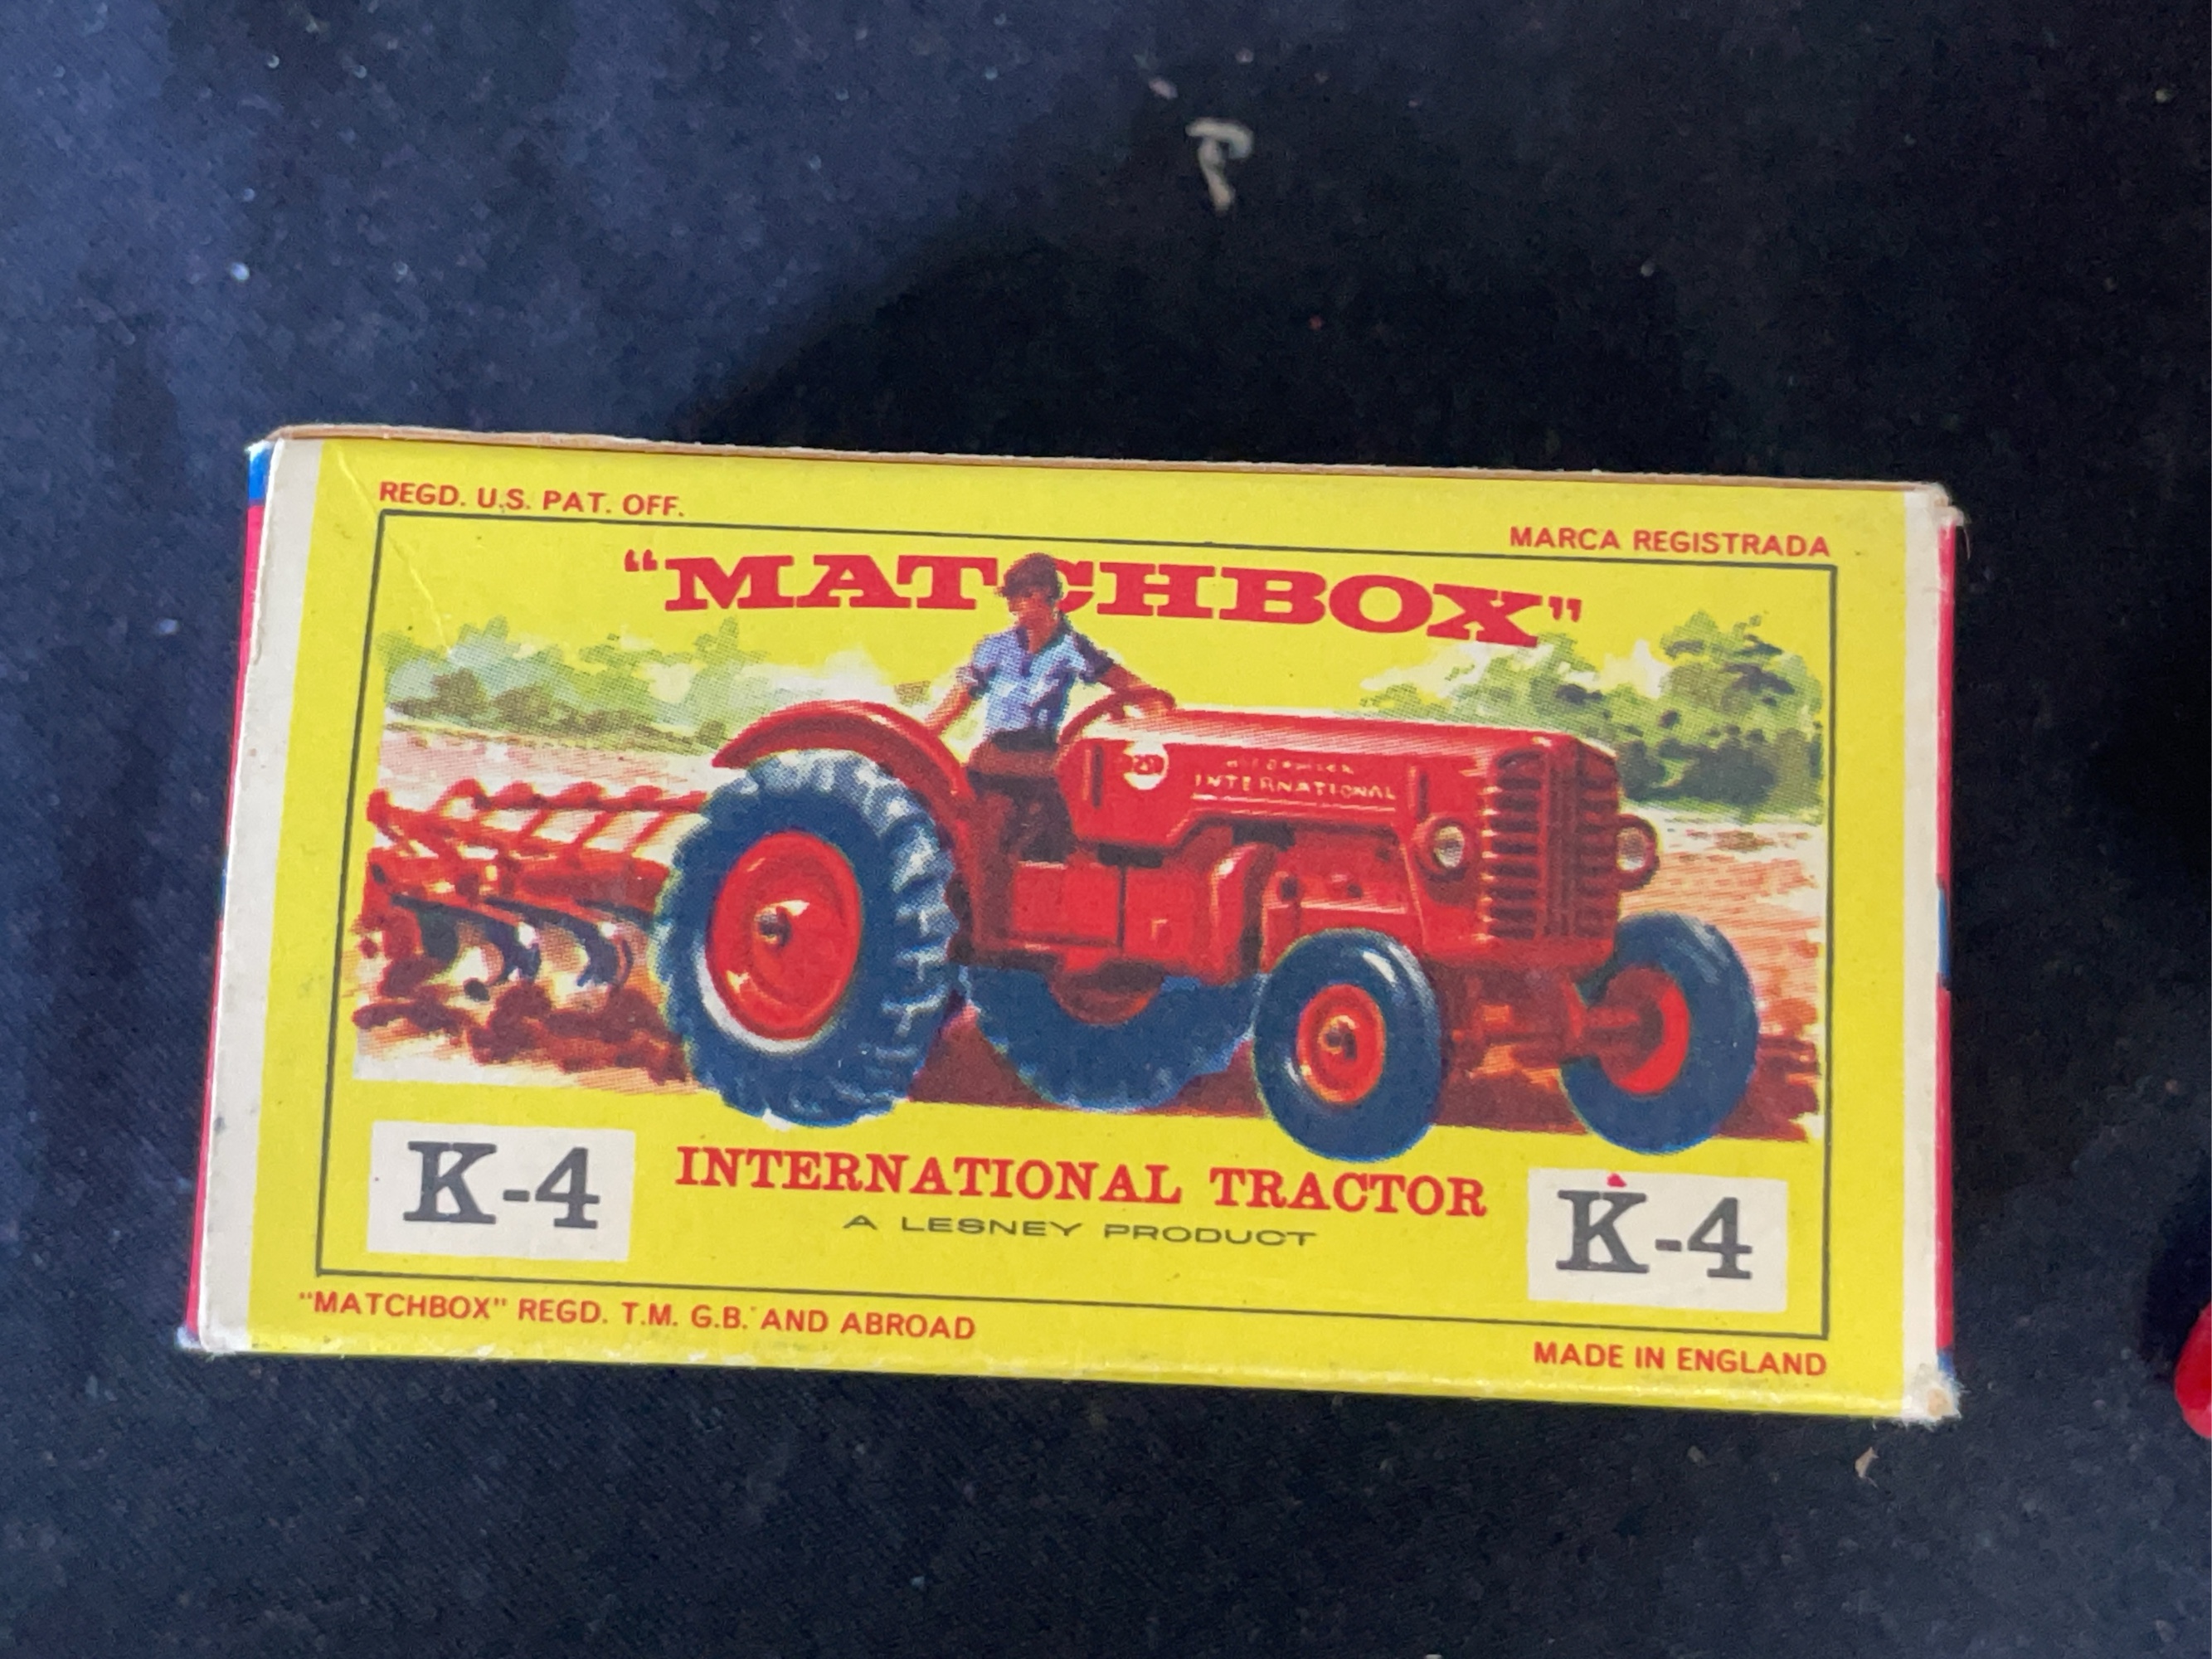 REGD. U.S. PAT. OFF.
MARCA REGISTRADA
"MATCHBOX"
INTERNATIONAL
K-4
INTERNATIONAL TRACTOR
K-4
A LESNEY PRODUCT
"MATCHBOX" REGD. T.M. G.B. AND ABROAD
MADE IN ENGLAND